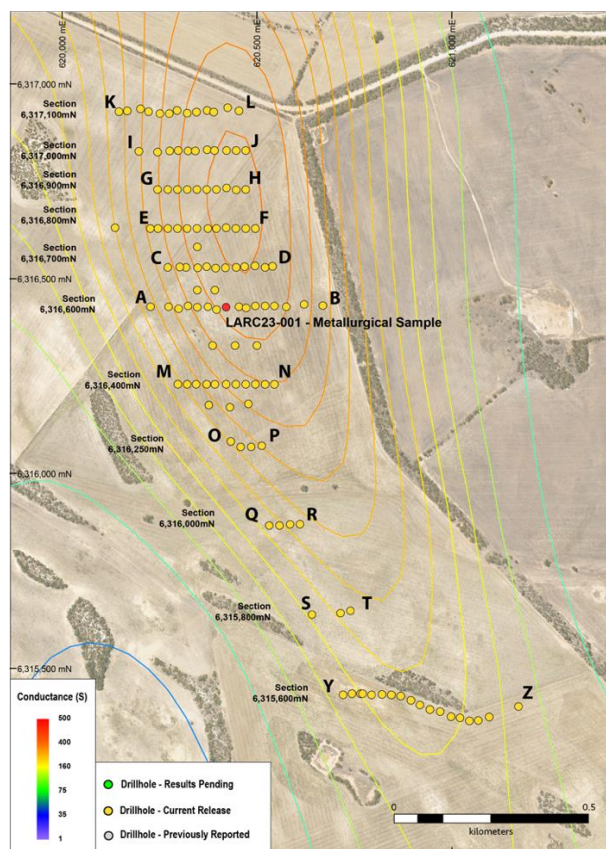 620,000 mN
620,500 mN
621,000 mN
6,317,000 mN
Section
6,317,100mN
K
L
Section
6,317,000mN
I
J
Section
6,316,900mN
G
H
Section
6,316,800mN
E
F
Section
6,316,700mN
C
D
6,316,500 mN
Section
6,316,600mN
A
B
LARC23-001 - Metallurgical Sample
Section
6,316,400mN
M
N
Section
6,316,250mN
O
P
6,316,000 mN
Section
6,316,000mN
Q
R
Section
6,315,800mN
S
T
6,315,500 mN
Section
6,315,600mN
Y
Z
Conductance (S)
500
400
160
75
35
1
Drillhole - Results Pending
Drillhole - Current Release
Drillhole - Previously Reported
0
0.5
kilometers